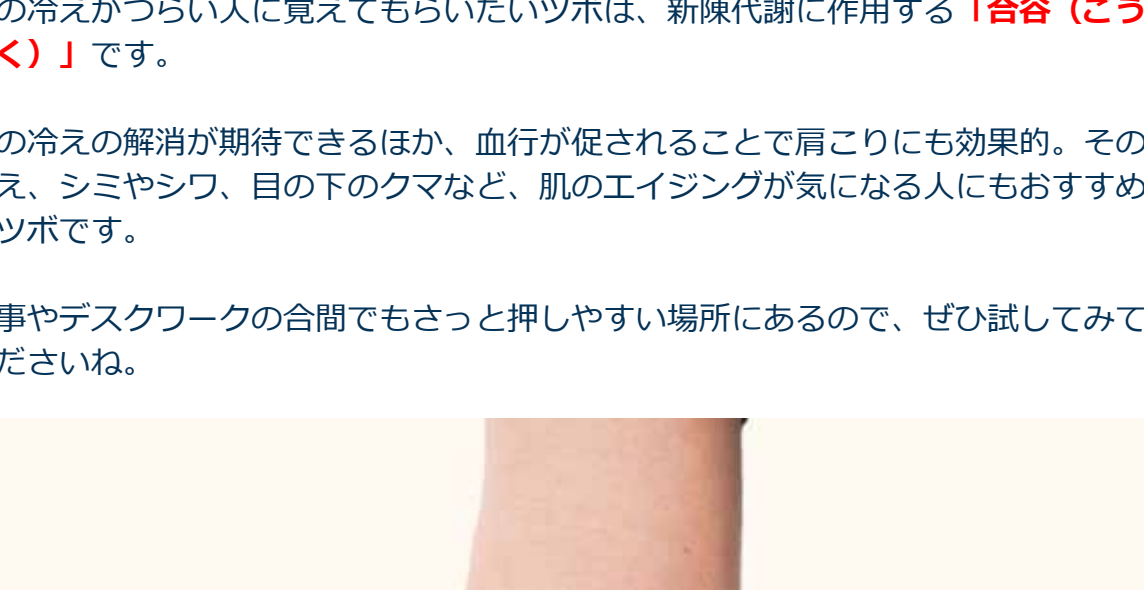 の冷えがつらい人に覚えてもらいたいツボは、新陳代謝に作用する「合谷（こう
く）」です。
の冷えの解消が期待できるほか、血行が促されることで肩こりにも効果的。その
え、シミやシワ、目の下のクマなど、肌のエイジングが気になる人にもおすすめ
ツボです。
事やデスクワークの合間でもさっと押しやすい場所にあるので、ぜひ試してみて
ださいね。